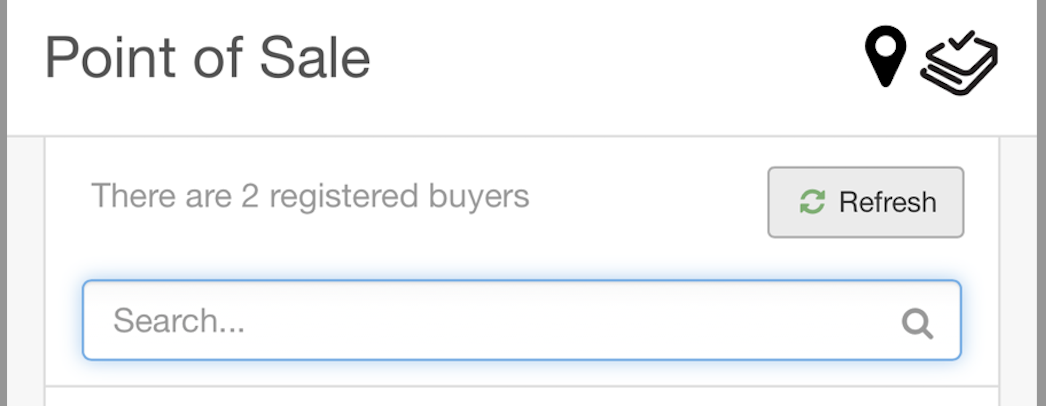 Point of Sale
There are 2 registered buyers
Refresh
Search...